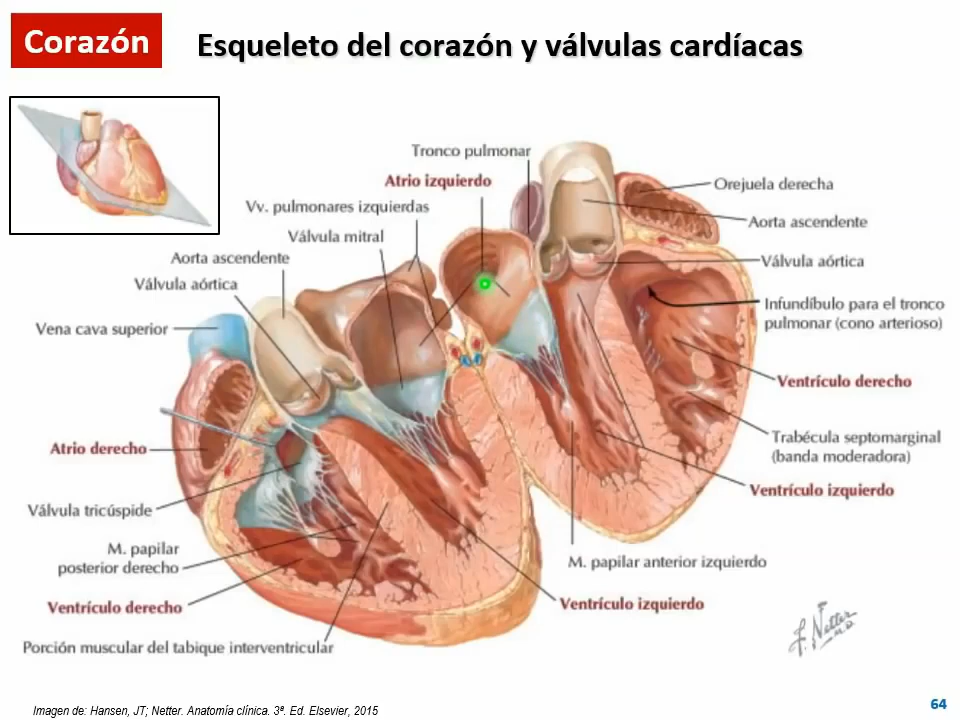 Corazón
Esqueleto del corazón y válvulas cardíacas
Tronco pulmonar
Atrio izquierdo
Vv. pulmonares izquierdas
Válvula mitral
Aorta ascendente
Válvula aórtica
Vena cava superior
Atrio derecho
Válvula tricúspide
M. papilar
posterior derecho
Ventrículo derecho
Porción muscular del tabique interventricular
Orejuela derecha
Aorta ascendente
Válvula aórtica
Infundíbulo para el tronco
pulmonar (cono arterioso)
Ventrículo derecho
Trabécula septomarginal
(banda moderadora)
Ventrículo izquierdo
M. papilar anterior izquierdo
Ventrículo izquierdo
F. Netter
M.D.
Imagen de: Hansen, JT; Netter. Anatomía clínica. 3ª. Ed. Elsevier, 2015
64